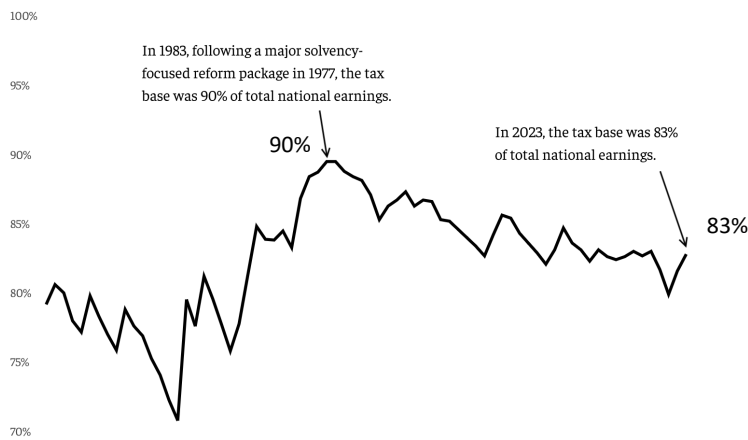 100%
In 1983, following a major solvency-
focused reform package in 1977, the tax
base was 90% of total national earnings.
95%
In 2023, the tax base was 83%
of total national earnings.
90%
90%
85%
83%
80%
75%
70%